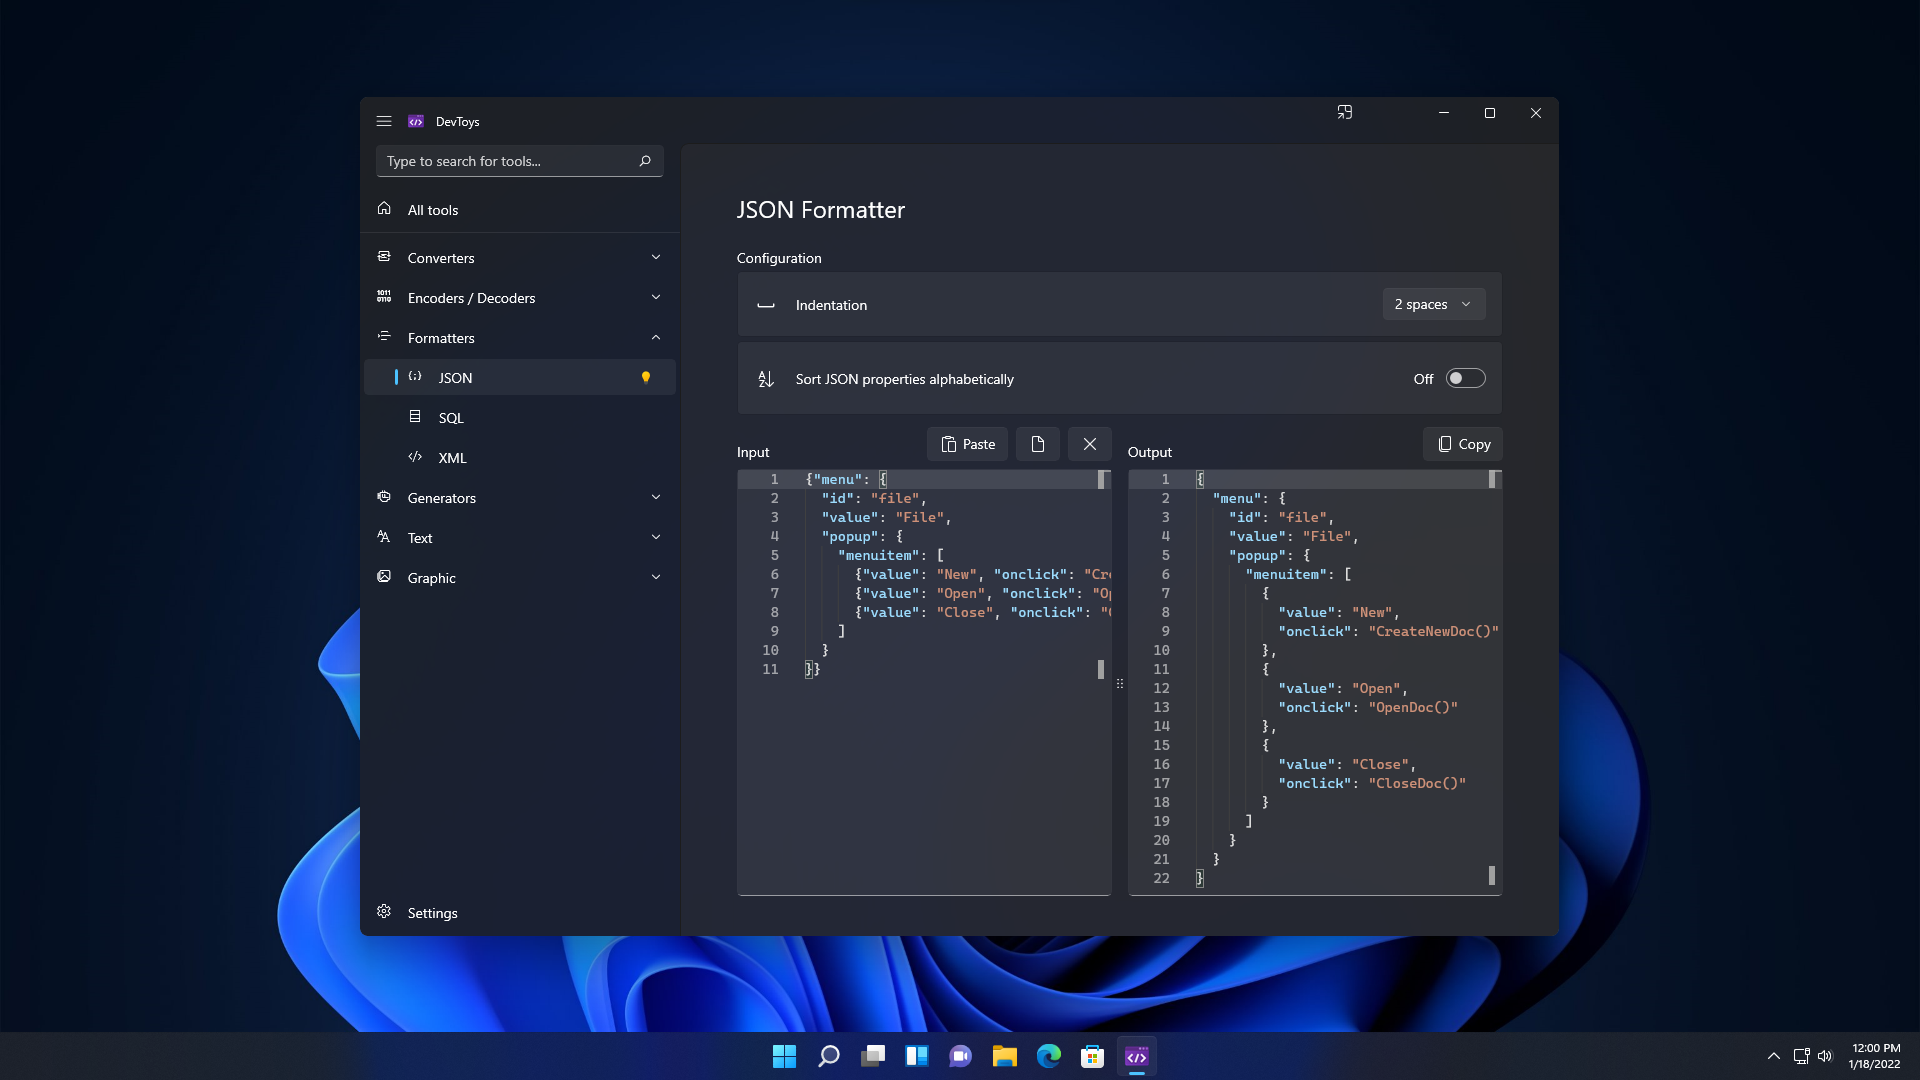 DevToys
Type to search for tools...
All tools
Converters
Encoders / Decoders
Formatters
JSON
SQL
XML
Generators
Text
Graphic
Settings
JSON Formatter
Configuration
Indentation
2 spaces
Sort JSON properties alphabetically
Off
Input
Paste
1 {"menu": {
2 "id": "file",
3 "value": "File",
4 "popup": {
5 "menuitem": [
6 {"value": "New", "onclick": "Cre
7 {"value": "Open", "onclick": "Op
8 {"value": "Close", "onclick": "
9 ]
10 }
11 }}
Output
Copy
1 {
2 "menu": {
3 "id": "file",
4 "value": "File",
5 "popup": {
6 "menuitem": [
7 {
8 "value": "New",
9 "onclick": "CreateNewDoc()"
10 },
11 {
12 "value": "Open",
13 "onclick": "OpenDoc()"
14 },
15 {
16 "value": "Close",
17 "onclick": "CloseDoc()"
18 }
19 ]
20 }
21 }
22 }
12:00 PM
1/18/2022